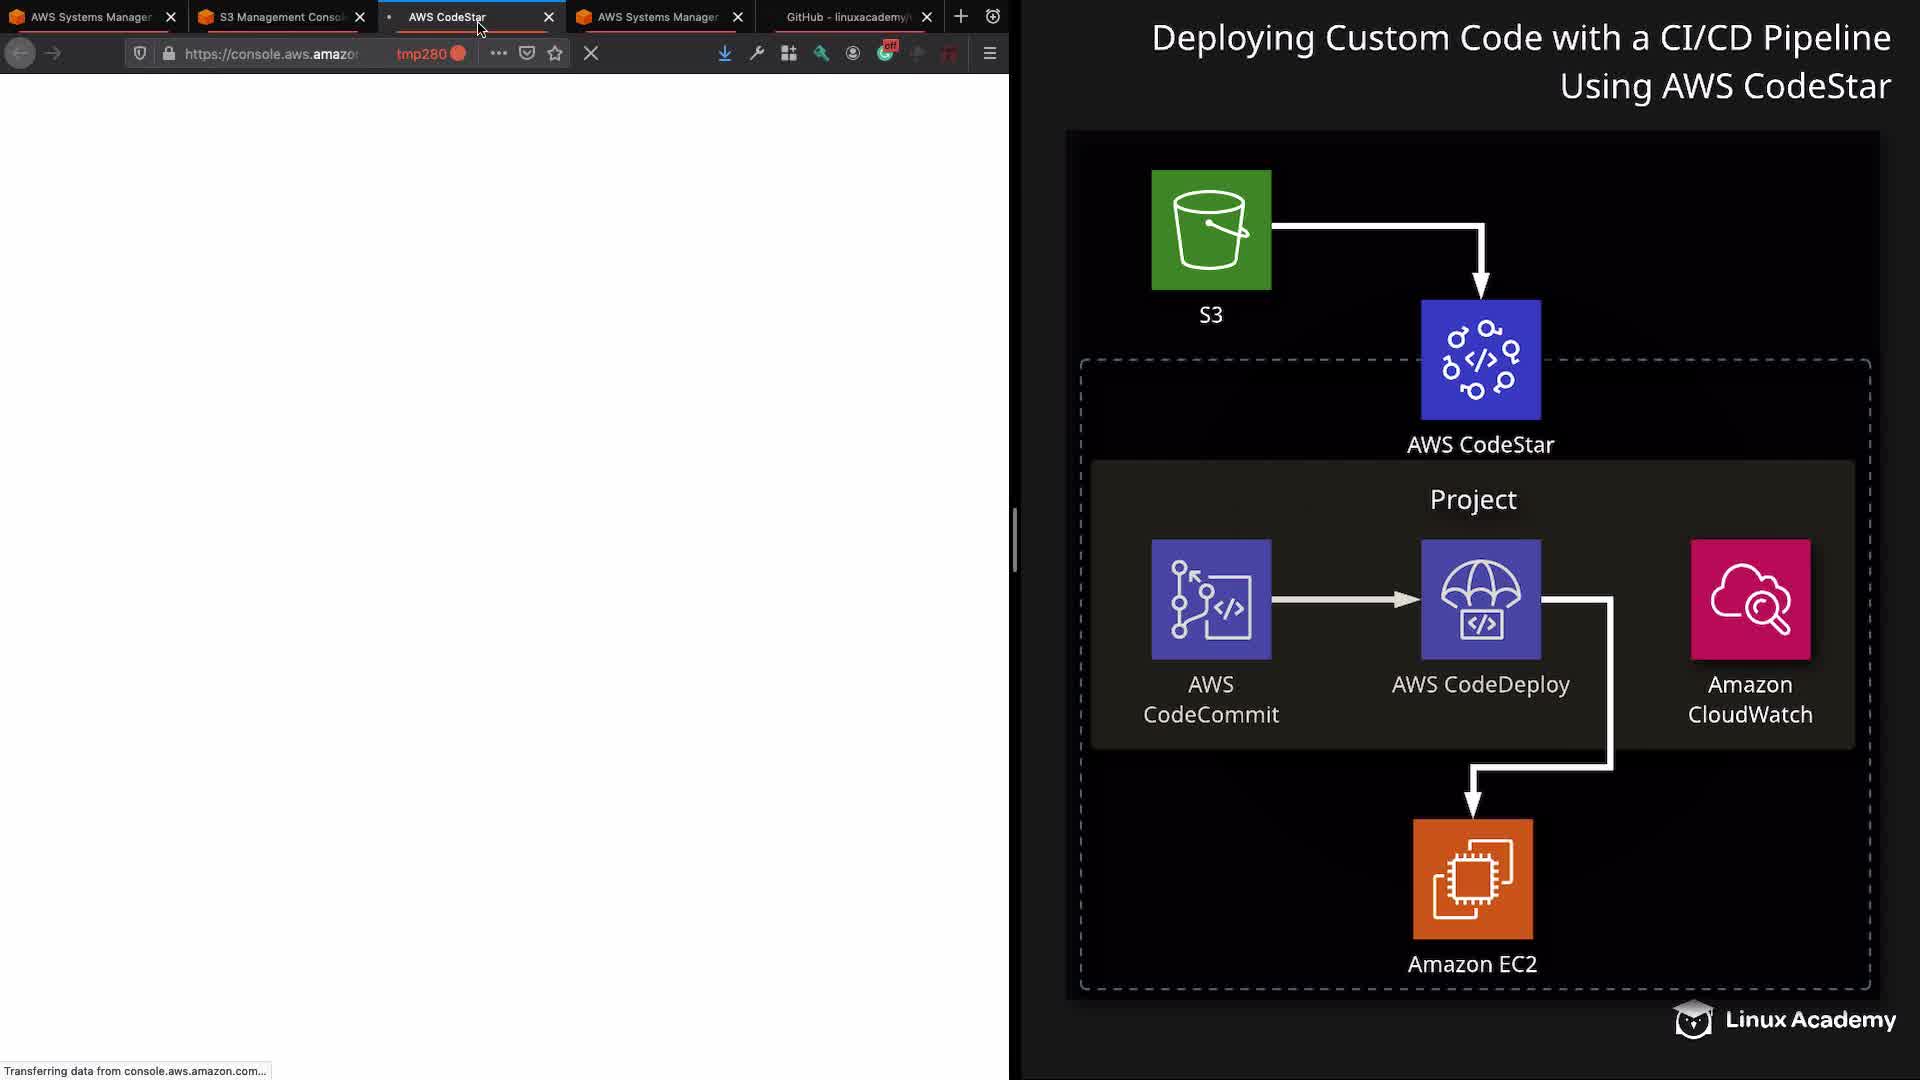 AWS Systems Manager
S3 Management Consol
AWS CodeStar
AWS Systems Manager
GitHub - linuxacademy/
https://console.aws.amazo
tmp280
off
Transferring data from console.aws.amazon.com...
Deploying Custom Code with a CI/CD Pipeline
Using AWS CodeStar
S3
AWS CodeStar
Project
AWS
CodeCommit
AWS CodeDeploy
Amazon
CloudWatch
Amazon EC2
Linux Academy